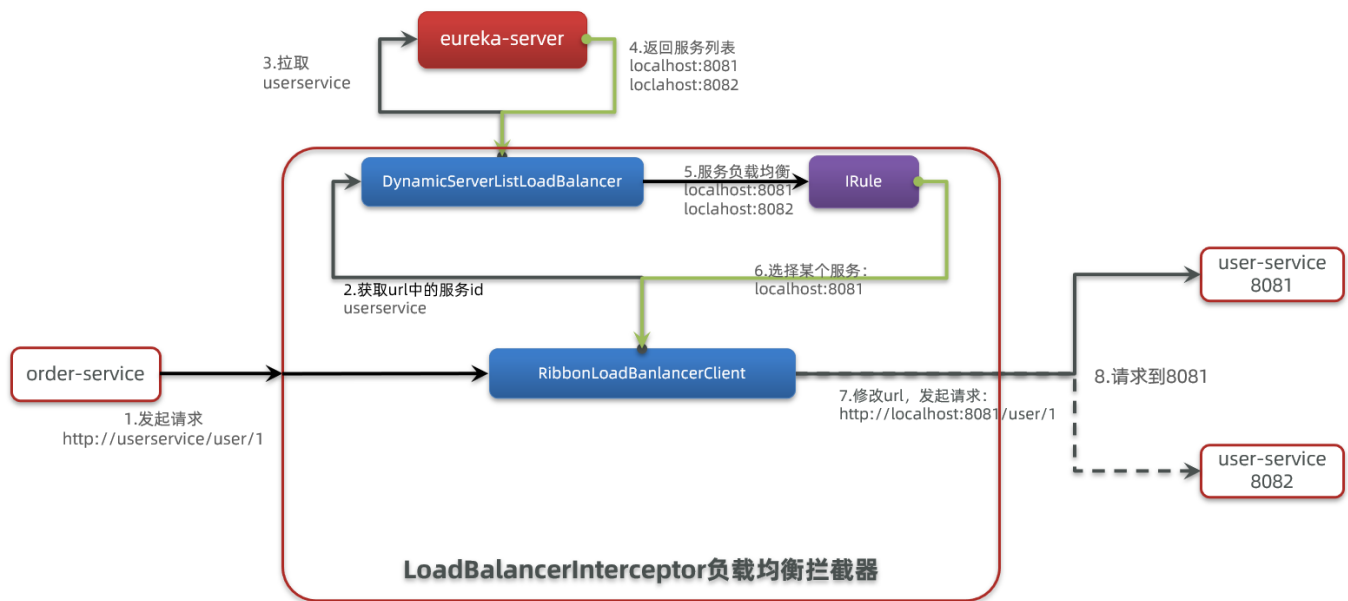 eureka-server
3.拉取
userservice
4.返回服务列表
localhost:8081
loclahost:8082
DynamicServerListLoadBalancer
5.服务负载均衡
localhost:8081
loclahost:8082
IRule
2.获取url中的服务id
userservice
6.选择某个服务：
localhost:8081
user-service
8081
order-service
1.发起请求
http://userservice/user/1
RibbonLoadBanlancerClient
7.修改url，发起请求：
http://localhost:8081/user/1
8.请求到8081
user-service
8082
LoadBalancerInterceptor负载均衡拦截器